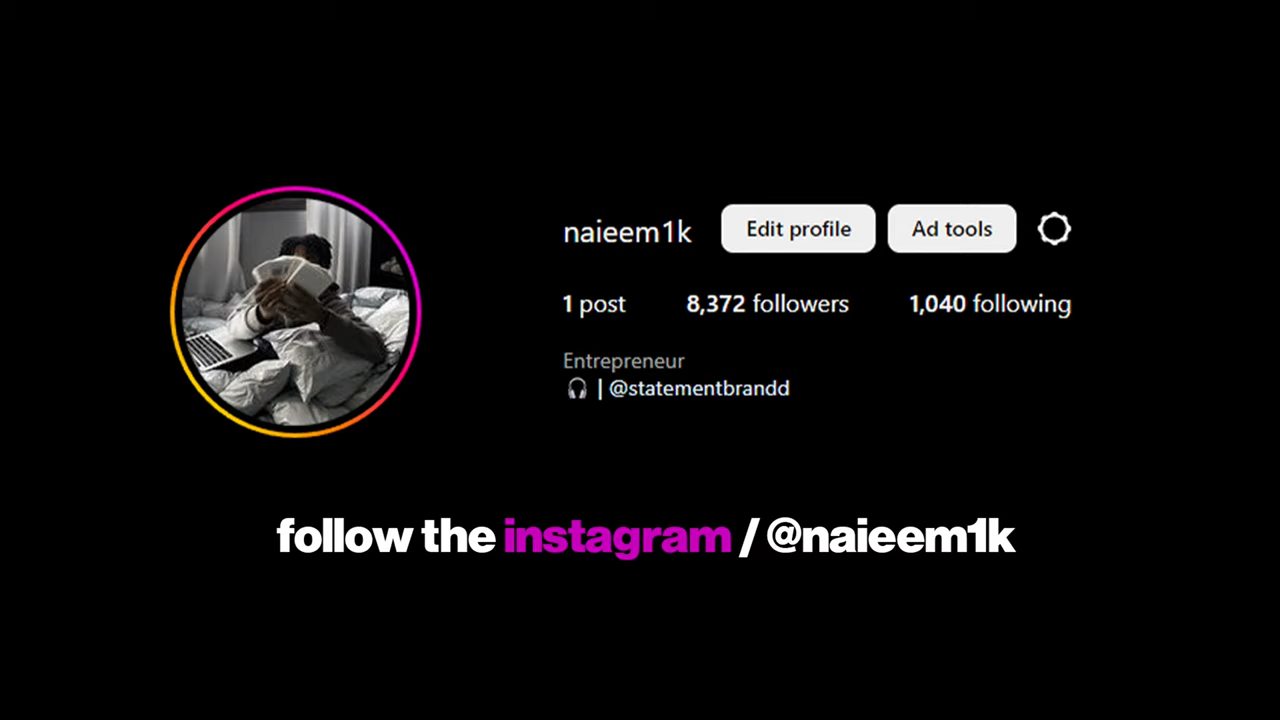 naieem1k Edit profile Ad tools
1 post 8,372 followers 1,040 following
Entrepreneur
🎧 | @statementbrandd
follow the instagram / @naieem1k